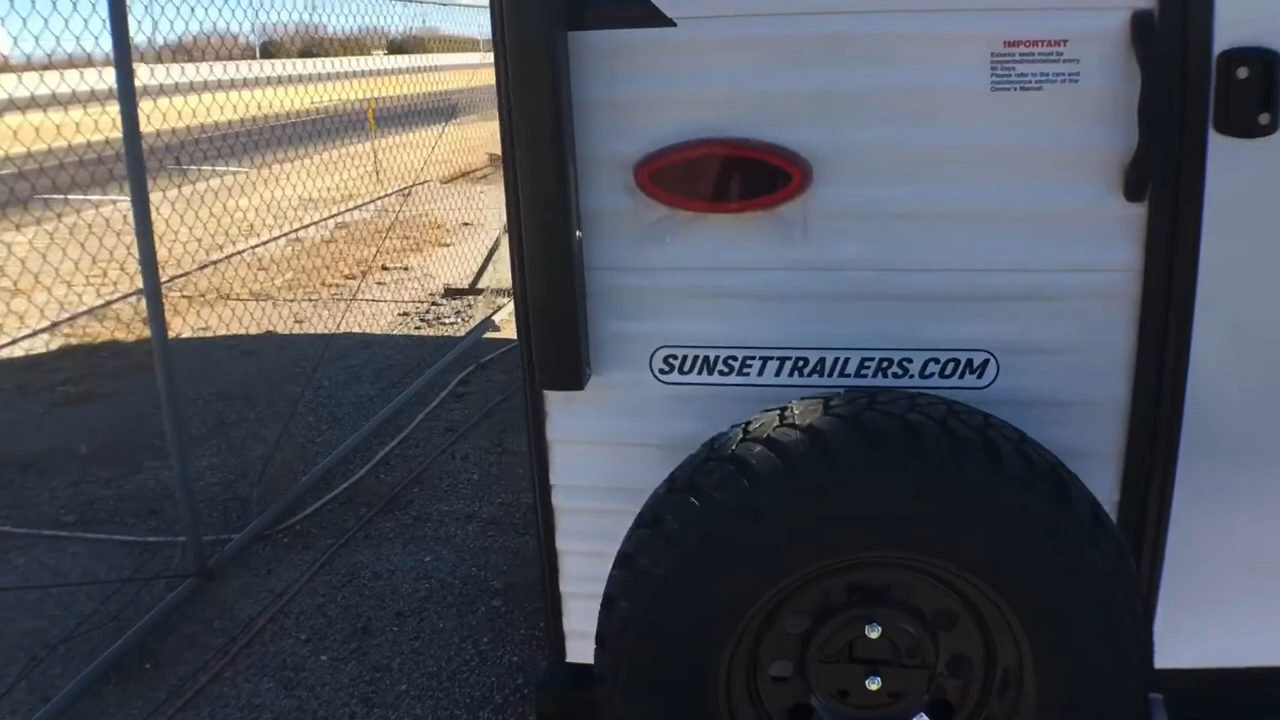 IMPORTANT
Exterior seals must be
inspected/maintained every
90 days.
Please refer to the care and
maintenance section of the
Owner's Manual.
SUNSETTRAILERS.COM